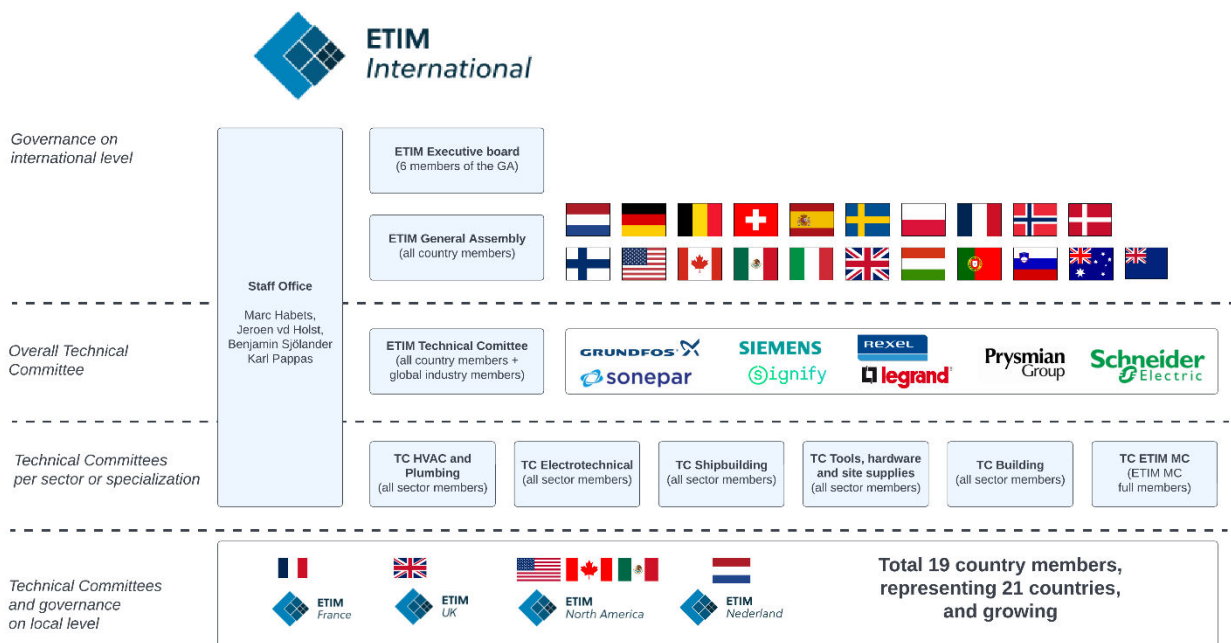 ETIM
International
Governance on
international level
ETIM Executive board
(6 members of the GA)
ETIM General Assembly
(all country members)
Staff Office
Marc Habets,
Jeroen vd Holst,
Benjamin Sjölander
Karl Pappas
Overall Technical
Committee
ETIM Technical Comittee
(all country members +
global industry members)
GRUNDFOS
SIEMENS
REXEL
Prysmian
Group
Schneider
Electric
sonepar
Signify
legrand®
Technical Committees
per sector or specialization
TC HVAC and
Plumbing
(all sector members)
TC Electrotechnical
(all sector members)
TC Shipbuilding
(all sector members)
TC Tools, hardware
and site supplies
(all sector members)
TC Building
(all sector members)
TC ETIM MC
(ETIM MC
full members)
Technical Committees
and governance
on local level
ETIM
France
ETIM
UK
ETIM
North America
ETIM
Nederland
Total 19 country members,
representing 21 countries,
and growing